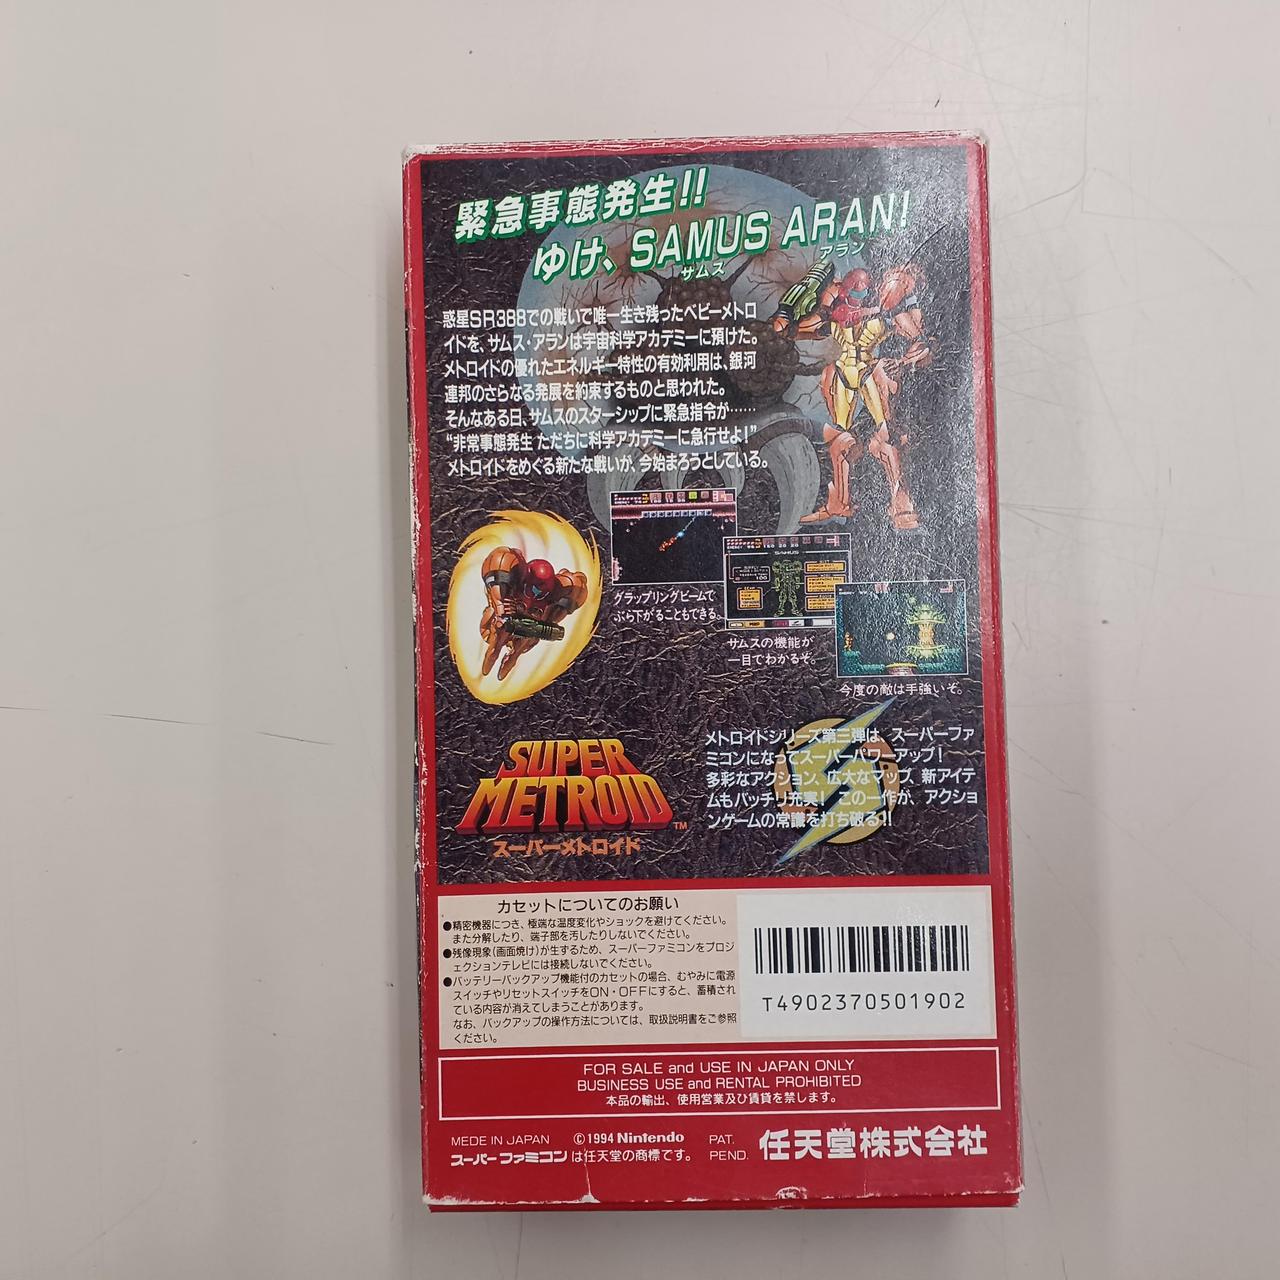 緊急事態発生!!
ゆけ、SAMUS ARAN!
サムス アラン
惑星SR388での戦いで唯一生き残ったベビーメトロ
イドを、サムス・アランは宇宙科学アカデミーに預けた。
メトロイドの優れたエネルギー特性の有効利用は、銀河
連邦のさらなる発展を約束するものと思われた。
そんなある日、サムスのスターシップに緊急指令が……
“非常事態発生 ただちに科学アカデミーに急行せよ!”
メトロイドをめぐる新たな戦いが、今始まろうとしている。
グラップリングビームで
ぶら下がることもできる。
SAMUS
サムスの機能が
一目でわかるぞ。
今度の敵は手強いぞ。
SUPER
METROID TM
スーパーメトロイド
メトロイドシリーズ第三弾は、スーパーファ
ミコンになってスーパーパワーアップ!
多彩なアクション、広大なマップ、新アイテ
ムもバッチリ充実! この一作が、アクショ
ンゲームの常識を打ち破る!!
カセットについてのお願い
●精密機器につき、極端な温度変化やショックを避けてください。
また分解したり、端子部を汚したりしないでください。
●残像現象(画面焼け)が生ずるため、スーパーファミコンをプロジ
ェクションテレビには接続しないでください。
●バッテリーバックアップ機能付のカセットの場合、むやみに電源
スイッチやリセットスイッチをON・OFFにすると、蓄積され
ている内容が消えてしまうことがあります。
なお、バックアップの操作方法については、取扱説明書をご参照
ください。
T4902370501902
FOR SALE and USE IN JAPAN ONLY
BUSINESS USE and RENTAL PROHIBITED
本品の輸出、使用営業及び賃貸を禁じます。
MEDE IN JAPAN ©1994 Nintendo PAT.
スーパーファミコンは任天堂の商標です。 PEND.
任天堂株式会社